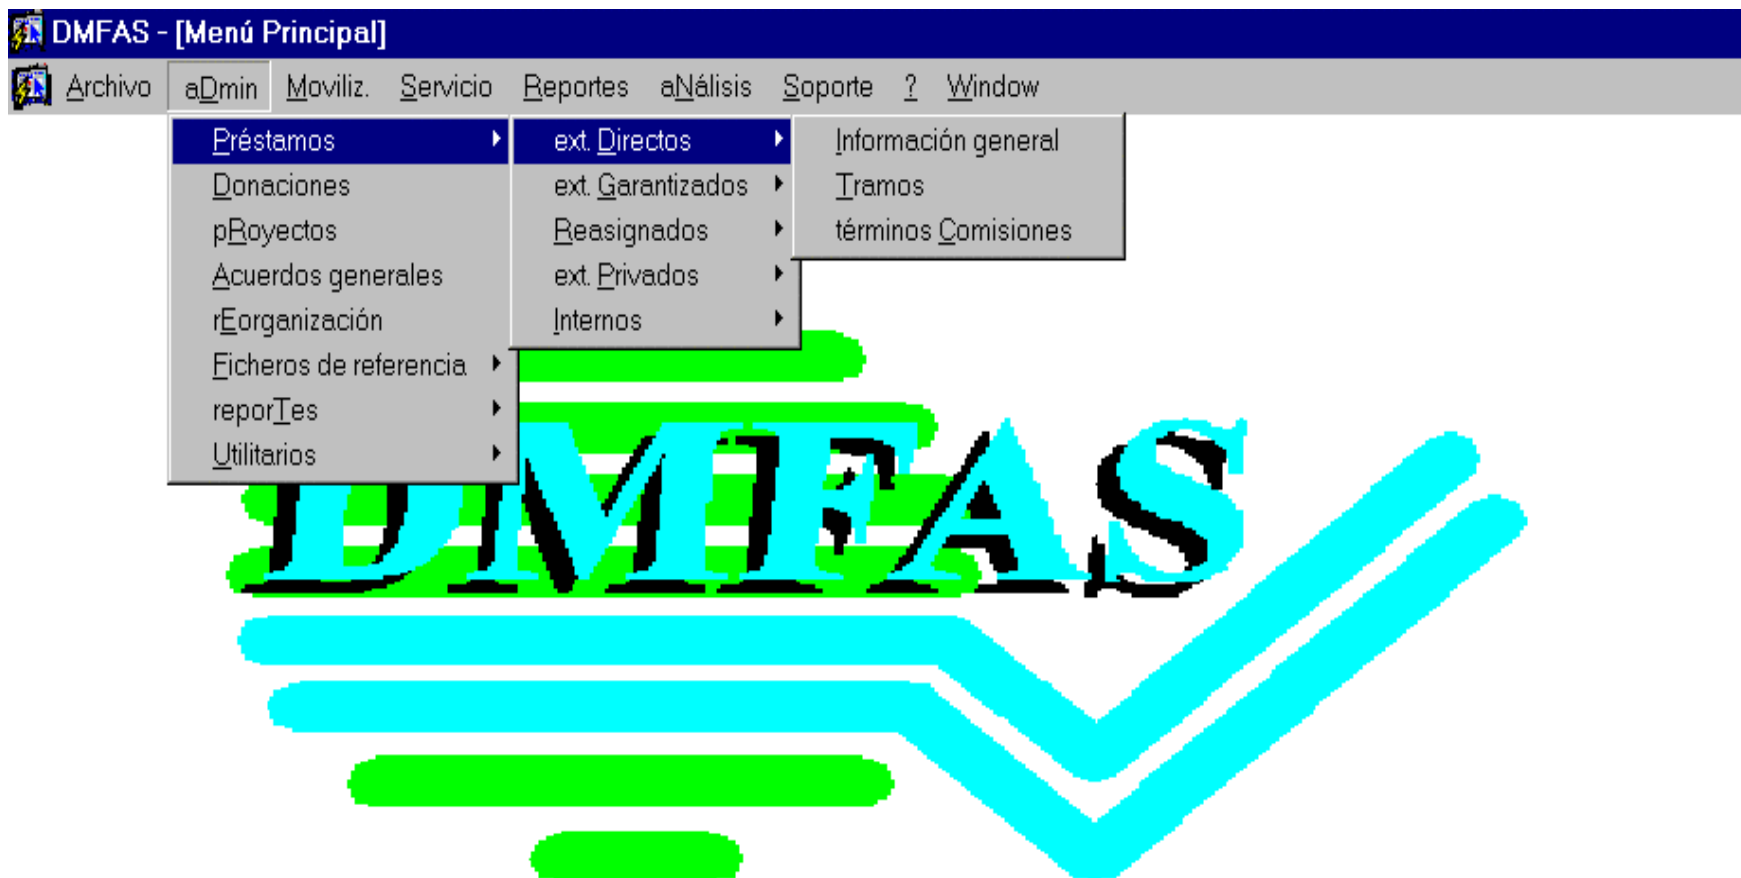 DMFAS - [Menú Principal]
Archivo aDmin Moviliz. Servicio Reportes aNálisis Soporte ? Window
Préstamos ext. Directos Información general
Donaciones ext. Garantizados Tramos
pRoyectos Reasignados términos Comisiones
Acuerdos generales ext. Privados
rEorganización Internos
Ficheros de referencia
reporTes
Utilitarios
DMFAS